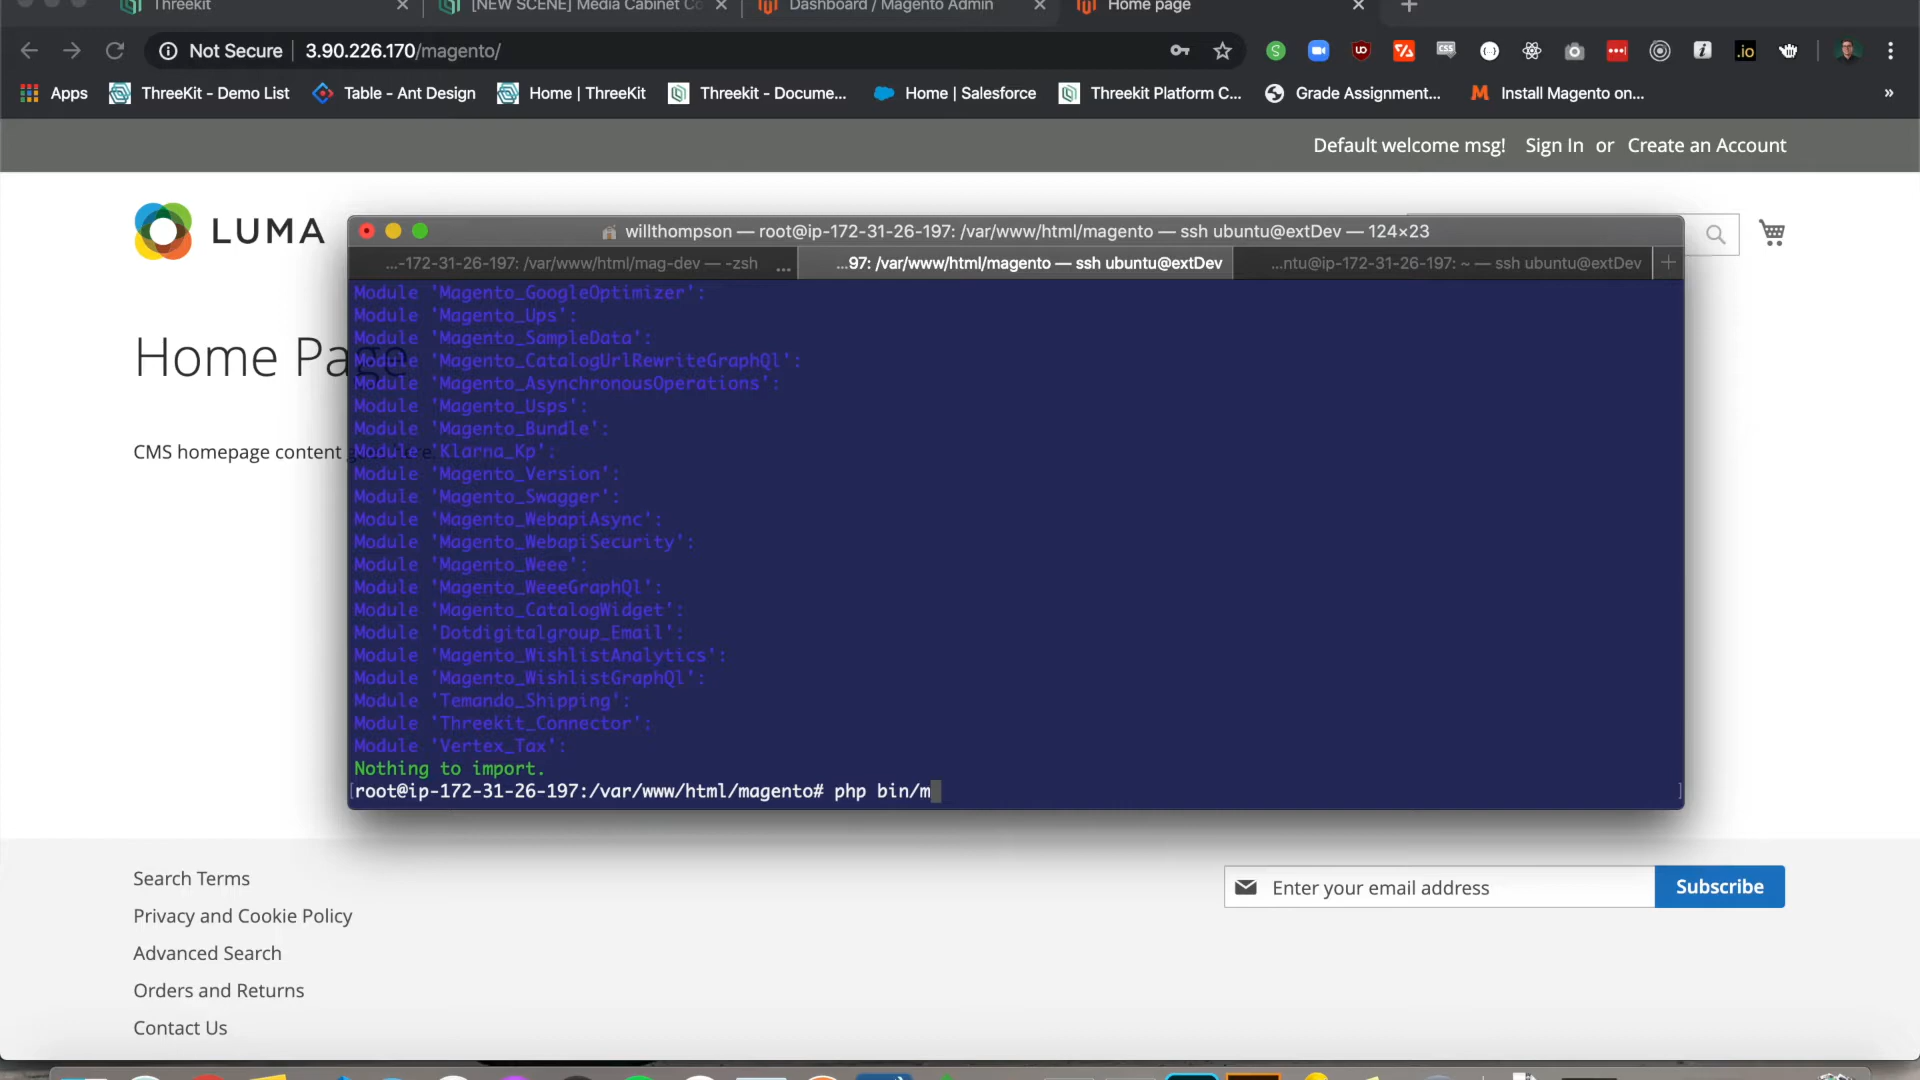 Threekit
[NEW SCENE] Media Cabinet Co
Dashboard / Magento Admin
Home page
Not Secure
3.90.226.170/magento/
Apps
ThreeKit - Demo List
Table - Ant Design
Home | ThreeKit
Threekit - Docume...
Home | Salesforce
Threekit Platform C...
Grade Assignment...
Install Magento on...
»
Default welcome msg! Sign In or Create an Account
LUMA
willthompson — root@ip-172-31-26-197: /var/www/html/magento — ssh ubuntu@extDev — 124×23
...-172-31-26-197: /var/www/html/mag-dev — -zsh ...
...97: /var/www/html/magento — ssh ubuntu@extDev
...ntu@ip-172-31-26-197: ~ — ssh ubuntu@extDev
Home Page
CMS homepage content goes here.
Module 'Magento_GoogleOptimizer':
Module 'Magento_Ups':
Module 'Magento_SampleData':
Module 'Magento_CatalogUrlRewriteGraphQl':
Module 'Magento_AsynchronousOperations':
Module 'Magento_Usps':
Module 'Magento_Bundle':
Module 'Klarna_Kp':
Module 'Magento_Version':
Module 'Magento_Swagger':
Module 'Magento_WebapiAsync':
Module 'Magento_WebapiSecurity':
Module 'Magento_Weee':
Module 'Magento_WeeeGraphQl':
Module 'Magento_CatalogWidget':
Module 'Dotdigitalgroup_Email':
Module 'Magento_WishlistAnalytics':
Module 'Magento_WishlistGraphQl':
Module 'Temando_Shipping':
Module 'Threekit_Connector':
Module 'Vertex_Tax':
Nothing to import.
[root@ip-172-31-26-197:/var/www/html/magento# php bin/m ]
Search Terms
Privacy and Cookie Policy
Advanced Search
Orders and Returns
Contact Us
Enter your email address
Subscribe